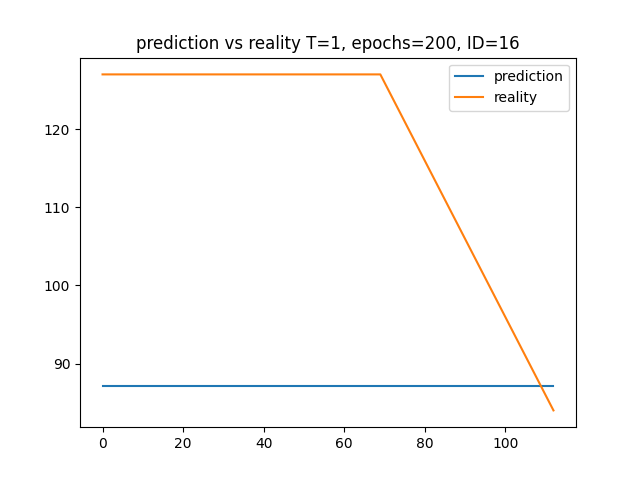 prediction vs reality T=1, epochs=200, ID=16
prediction
reality
120
110
100
90
0 20 40 60 80 100